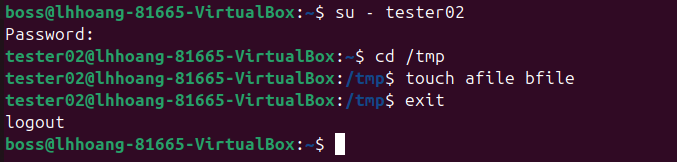 boss@lhhoang-81665-VirtualBox:~$ su - tester02
Password:
tester02@lhhoang-81665-VirtualBox:~$ cd /tmp
tester02@lhhoang-81665-VirtualBox:/tmp$ touch afile bfile
tester02@lhhoang-81665-VirtualBox:/tmp$ exit
logout
boss@lhhoang-81665-VirtualBox:~$